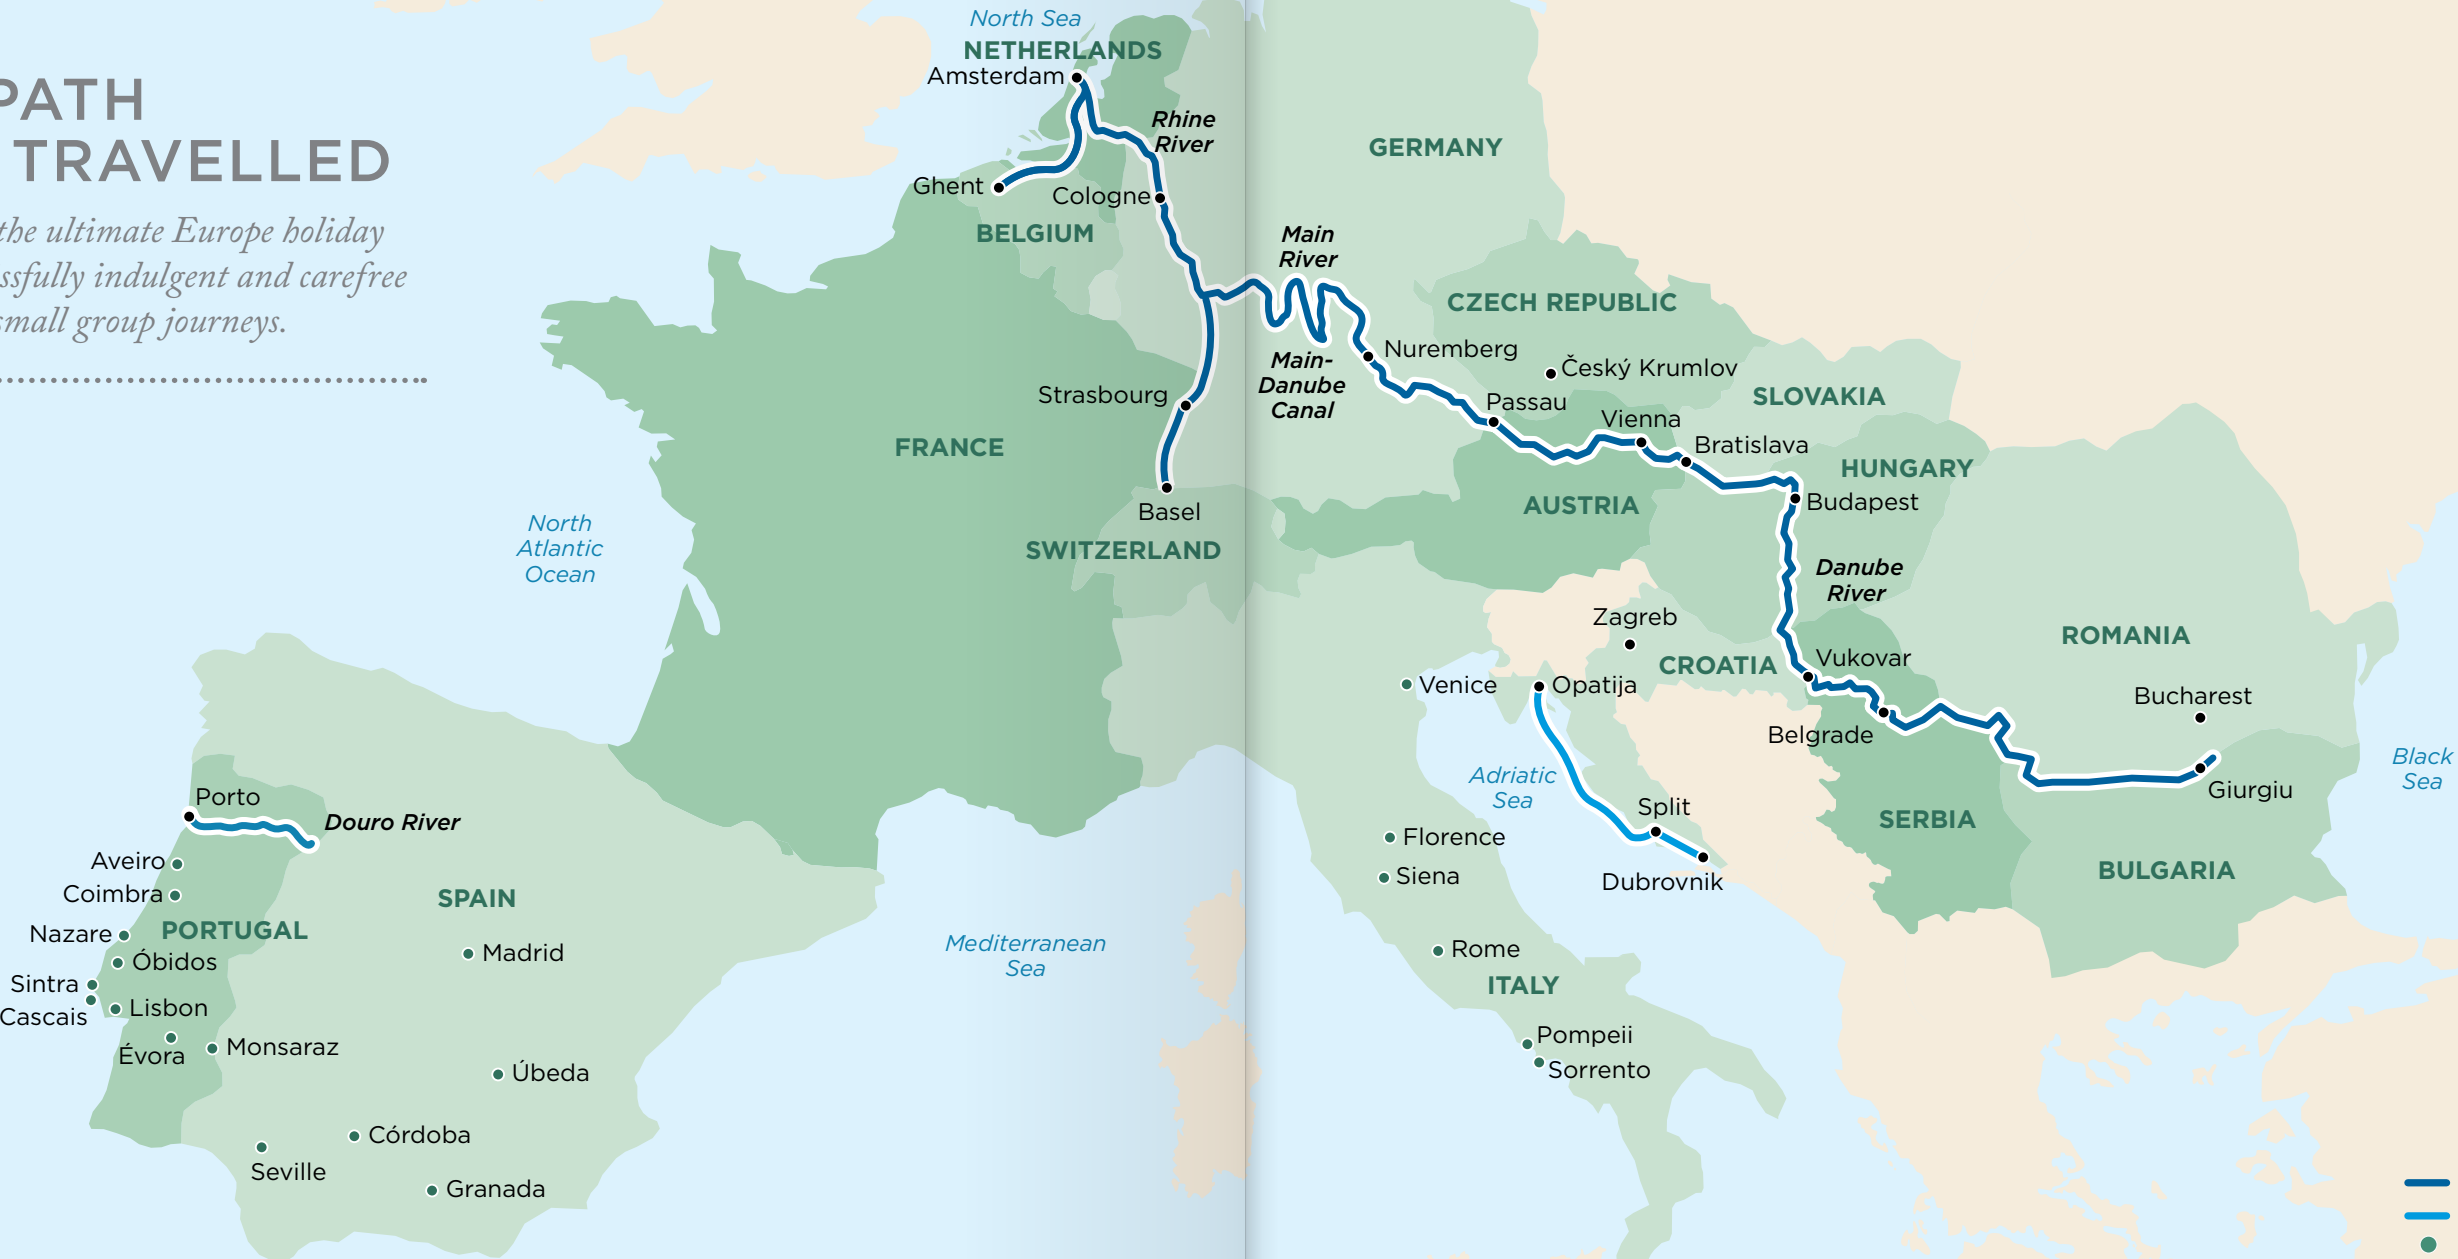 PATH
TRAVELLED
the ultimate Europe holiday
ssfully indulgent and carefree
small group journeys.
North Sea
NETHERLANDS
Amsterdam
Rhine
River
Ghent
Cologne
BELGIUM
GERMANY
Main
River
CZECH REPUBLIC
Main-
Danube
Canal
Nuremberg
Český Krumlov
Passau
SLOVAKIA
Vienna
Bratislava
Strasbourg
FRANCE
HUNGARY
Budapest
AUSTRIA
Basel
SWITZERLAND
North
Atlantic
Ocean
Danube
River
Zagreb
ROMANIA
CROATIA
Vukovar
Venice
Opatija
Bucharest
Belgrade
Black
Sea
Adriatic
Sea
Giurgiu
Split
SERBIA
Porto
Douro River
Florence
Siena
Dubrovnik
BULGARIA
Aveiro
Coimbra
SPAIN
PORTUGAL
Nazare
Óbidos
Madrid
Mediterranean
Sea
Rome
ITALY
Sintra
Cascais
Lisbon
Évora
Monsaraz
Pompeii
Sorrento
Úbeda
Córdoba
Seville
Granada